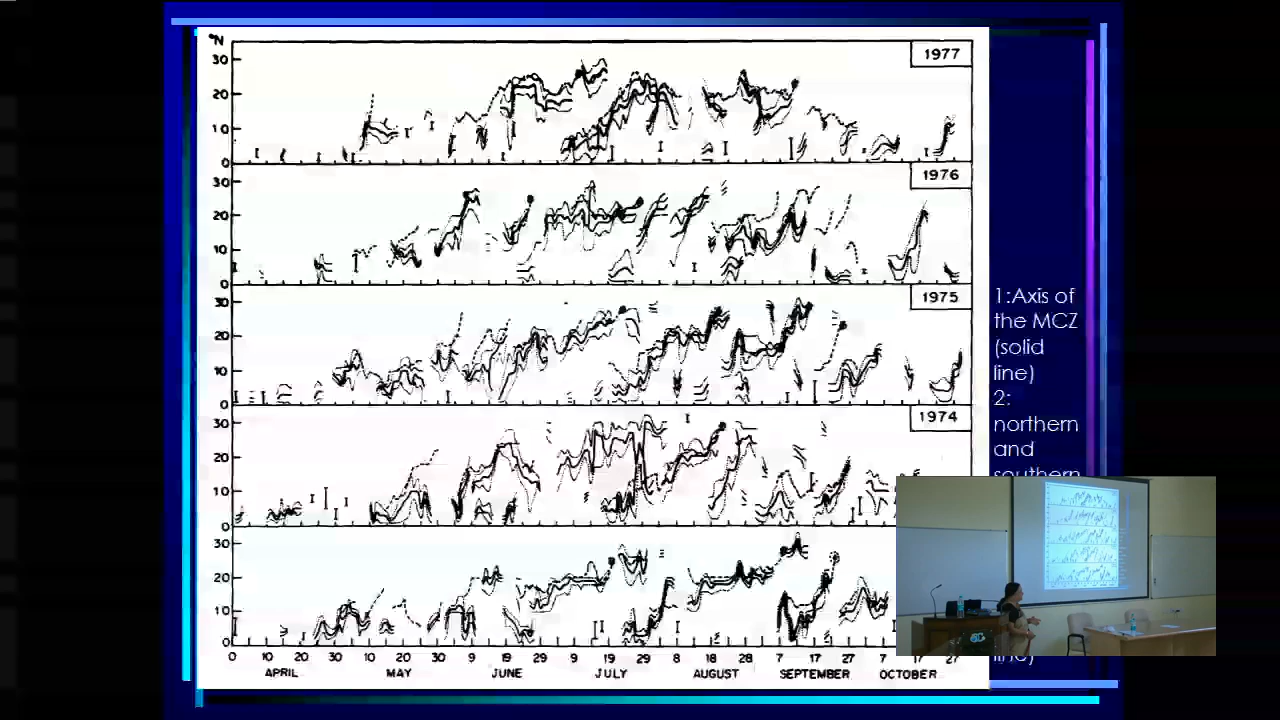 °N
30
1977
20
10
0
30
1976
20
10
0
30
1975
20
10
0
30
1974
20
10
0
30
20
10
0
0 10 20 30 10 20 30 9 19 29 9 19 29 8 18 28 7 17 27 7 17 27
APRIL MAY JUNE JULY AUGUST SEPTEMBER OCTOBER
1:Axis of
the MCZ
(solid
line)
2:
northern
and
southern